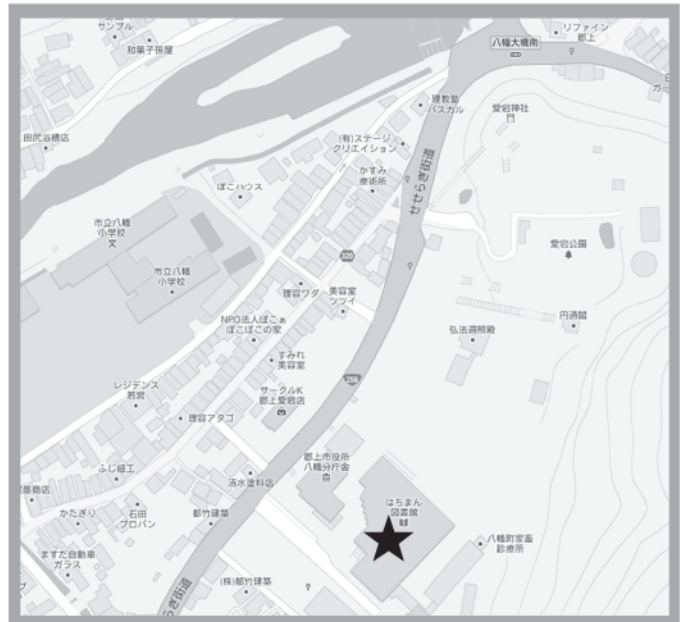 サンプル
和菓子笹屋
リファイン
郡上
八幡大橋南
理教塾
パスカル
愛宕神社
田尻谷橋店
(有)ステージ
クリエイション
かすみ
療術所
せせらぎ街道
ぽこハウス
市立八幡
小学校
文
愛宕公園
320
市立八幡
小学校
理容ワダ
美容室
ツツイ
円通閣
NPO法人ぽこぁ
ぽこぽこの家
弘法遍照殿
すみれ
美容室
256
レジデンス
若宮
サークルK
郡上愛宕店
理容アタゴ
郡上市役所
八幡分庁舎
ふじ細工
清水塗料店
はちまん
図書館
かたぎり
石田
プロパン
都竹建築
八幡町家畜
診療所
ますだ自動車
ガラス
(株)都竹建築
らぎ街道